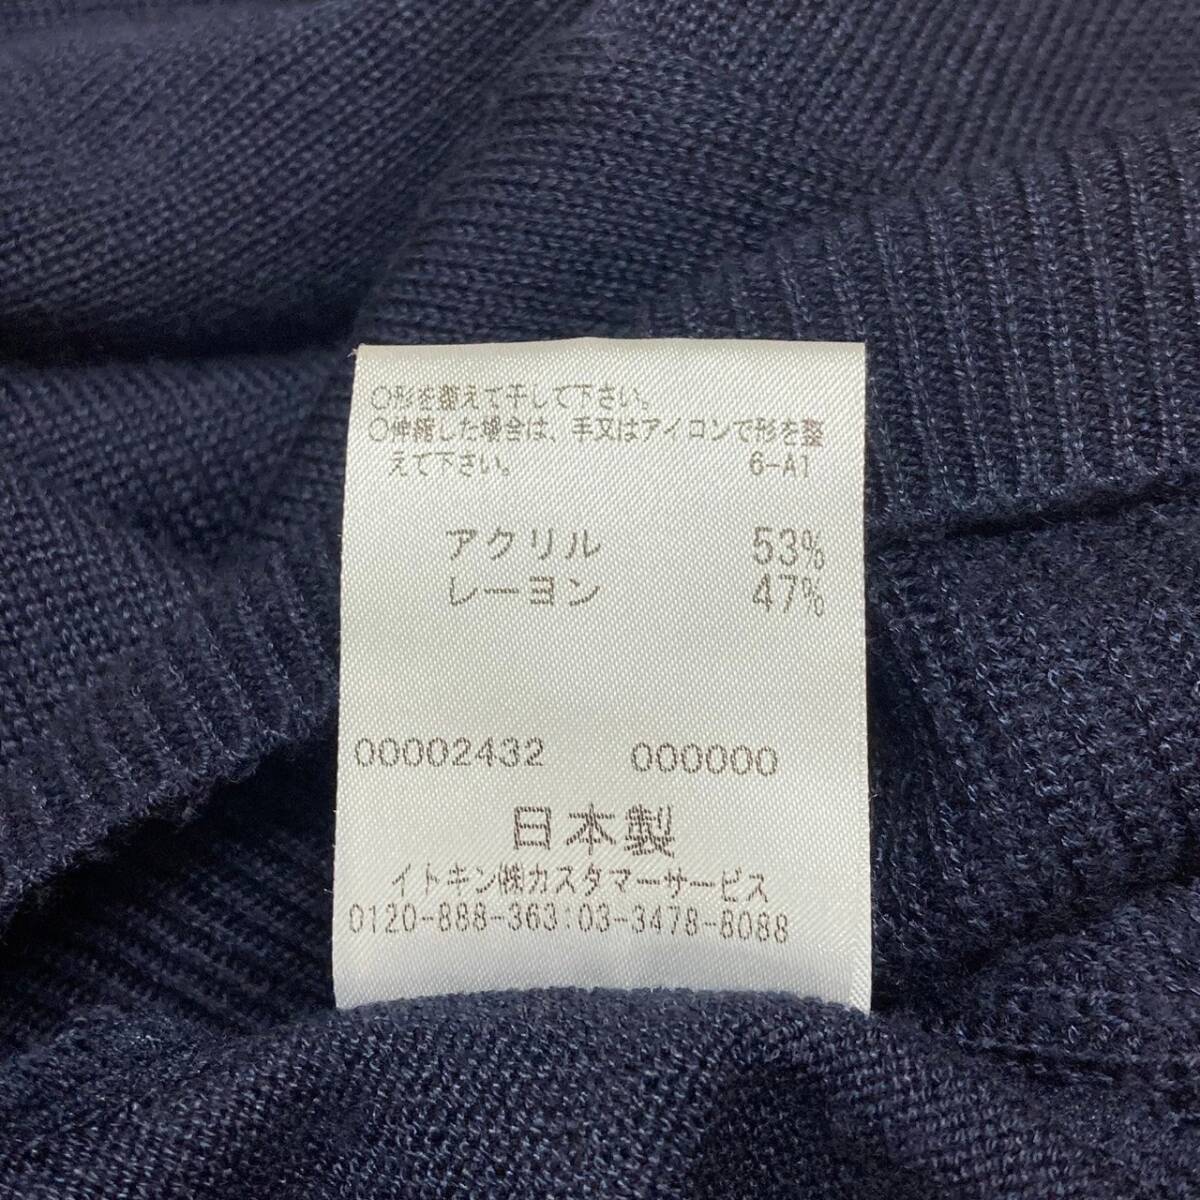 ○形を整えて干して下さい。
○伸縮した場合は、手又はアイロンで形を整
えて下さい。 6-A1
アクリル 53%
レーヨン 47%
00002432 000000
日本製
イトキン㈱カスタマーサービス
0120-888-363:03-3478-8088